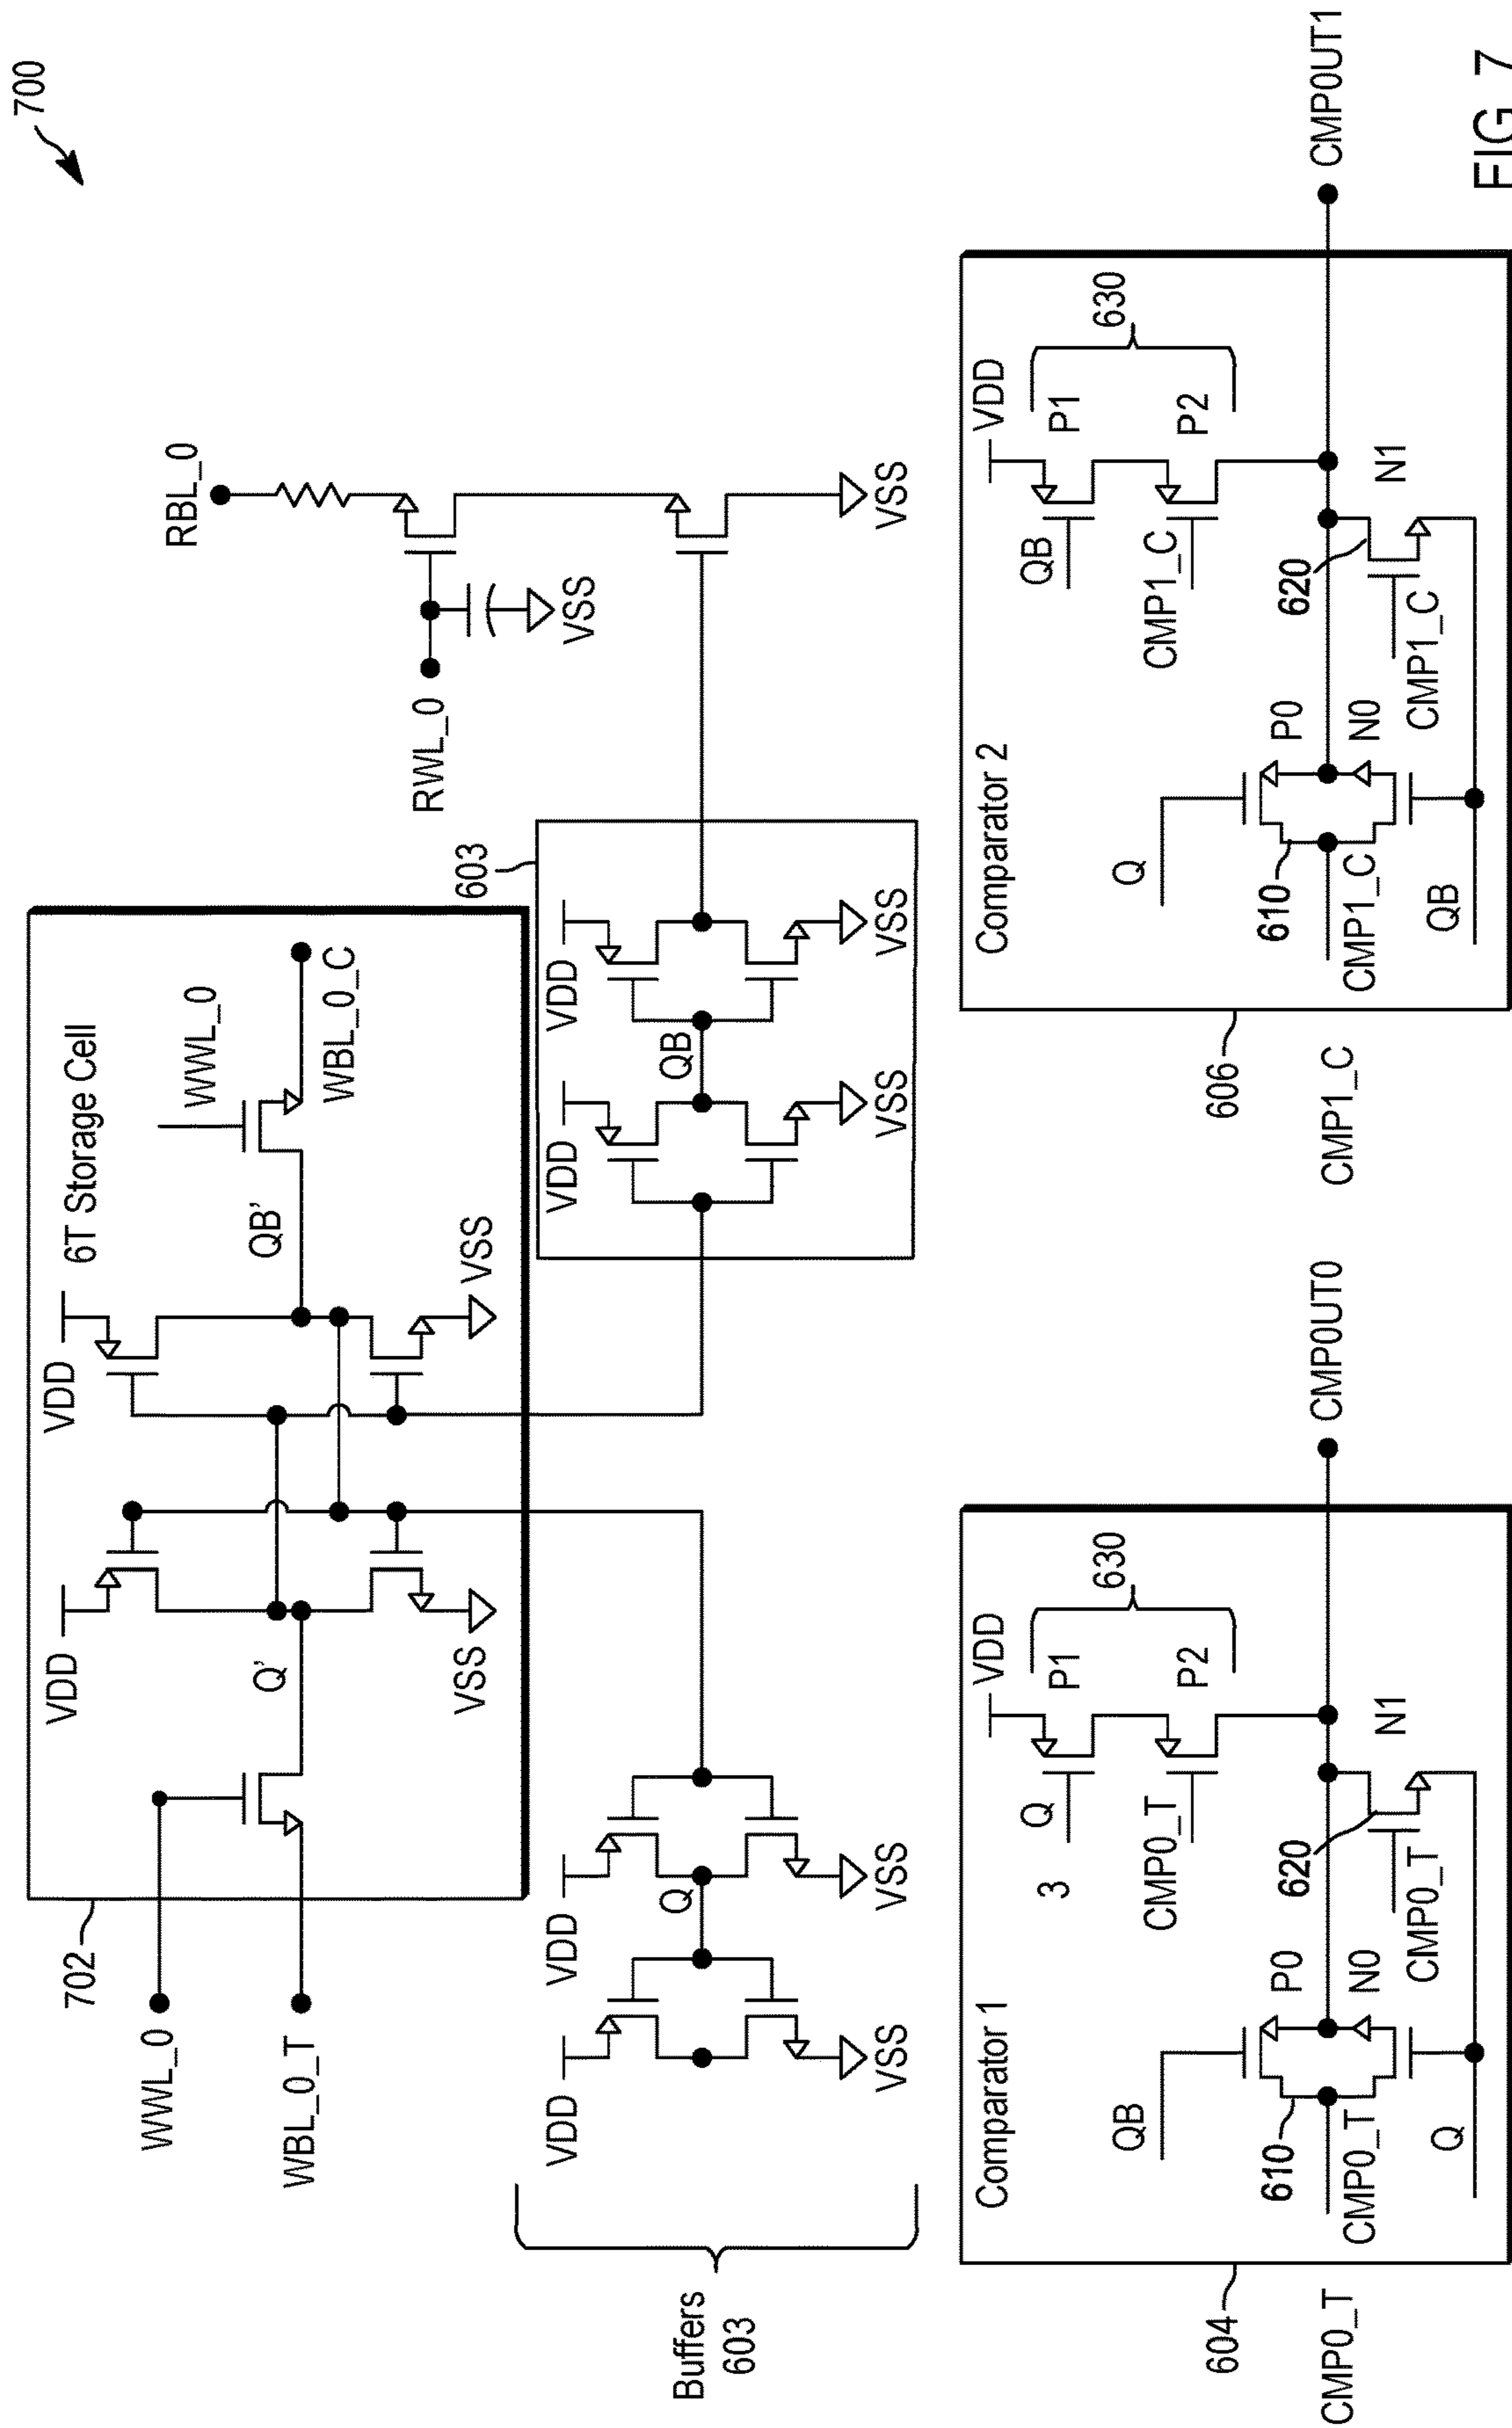 700
702
6T Storage Cell
WWL_0
WBL_0_T
VDD
Q'
VSS
VDD
QB'
VSS
WWL_0
WBL_0_C
RBL_0
RWL_0
VSS
VSS
Buffers
603
VDD
VSS
Q
VDD
VSS
603
VDD
VSS
QB
VDD
VSS
604
CMP0_T
Comparator 1
QB
610
CMP0_T
Q
P0
N0
3
Q
CMP0_T
620
CMP0_T
N1
VDD
P1
P2
630
CMP0UT0
606
CMP1_C
Comparator 2
Q
610
CMP1_C
QB
P0
N0
QB
CMP1_C
620
CMP1_C
N1
VDD
P1
P2
630
CMP0UT1
FIG. 7